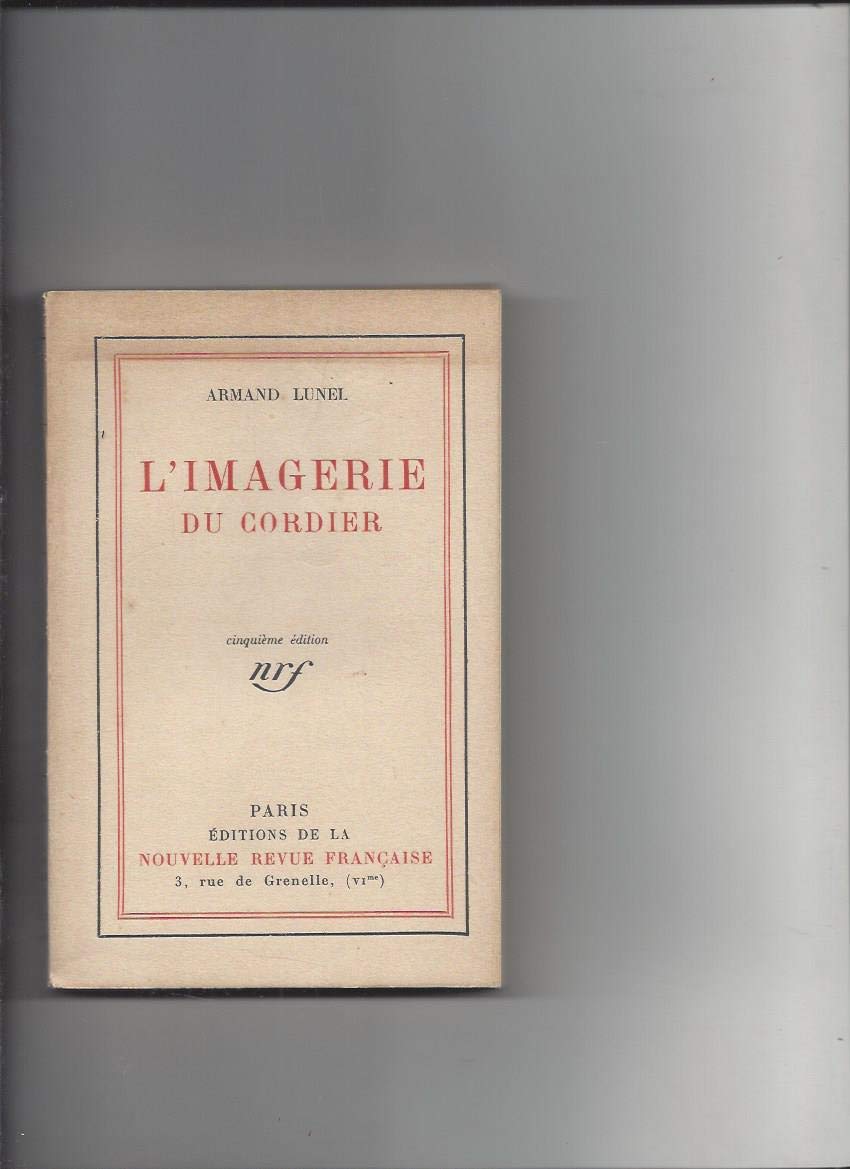 ARMAND LUNEL
L'IMAGERIE
DU CORDIER
cinquième édition
nrf
PARIS
ÉDITIONS DE LA
NOUVELLE REVUE FRANÇAISE
3, rue de Grenelle, (VIme)